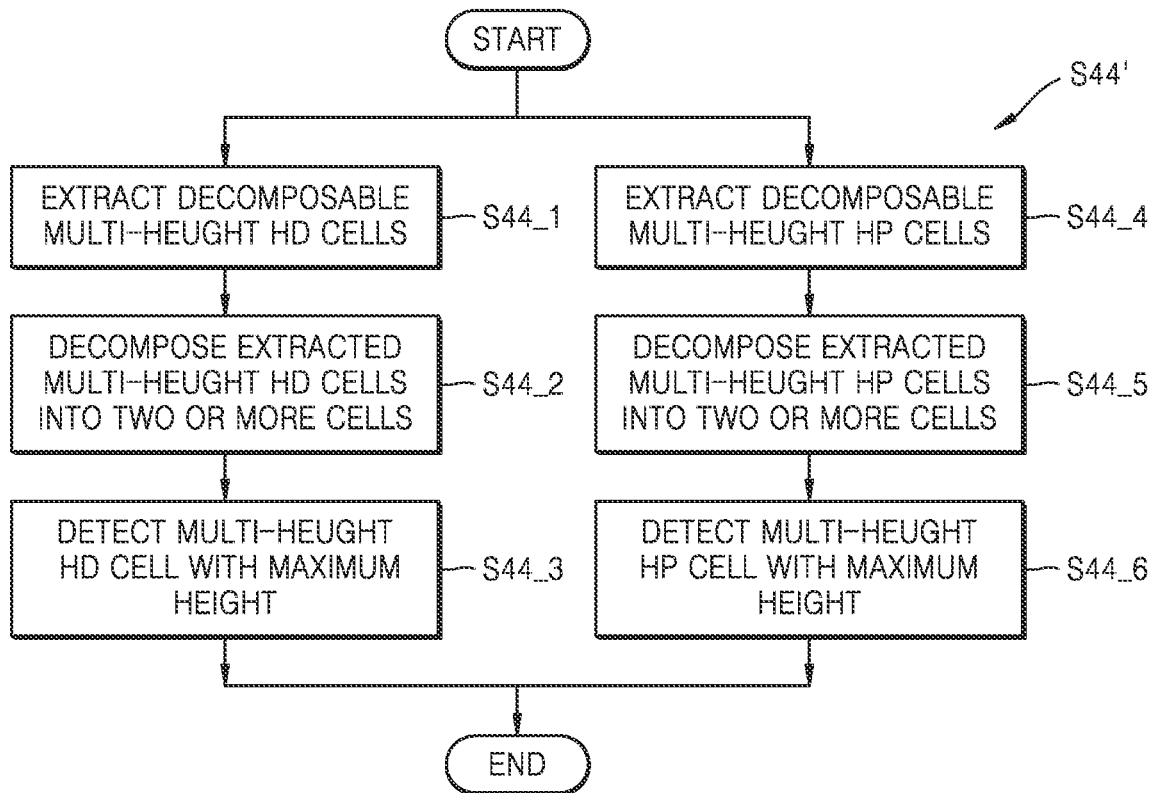 START
S44'
EXTRACT DECOMPOSABLE
MULTI-HEUGHT HD CELLS
S44_1
EXTRACT DECOMPOSABLE
MULTI-HEUGHT HP CELLS
S44_4
DECOMPOSE EXTRACTED
MULTI-HEUGHT HD CELLS
INTO TWO OR MORE CELLS
S44_2
DECOMPOSE EXTRACTED
MULTI-HEUGHT HP CELLS
INTO TWO OR MORE CELLS
S44_5
DETECT MULTI-HEUGHT
HD CELL WITH MAXIMUM
HEIGHT
S44_3
DETECT MULTI-HEUGHT
HP CELL WITH MAXIMUM
HEIGHT
S44_6
END